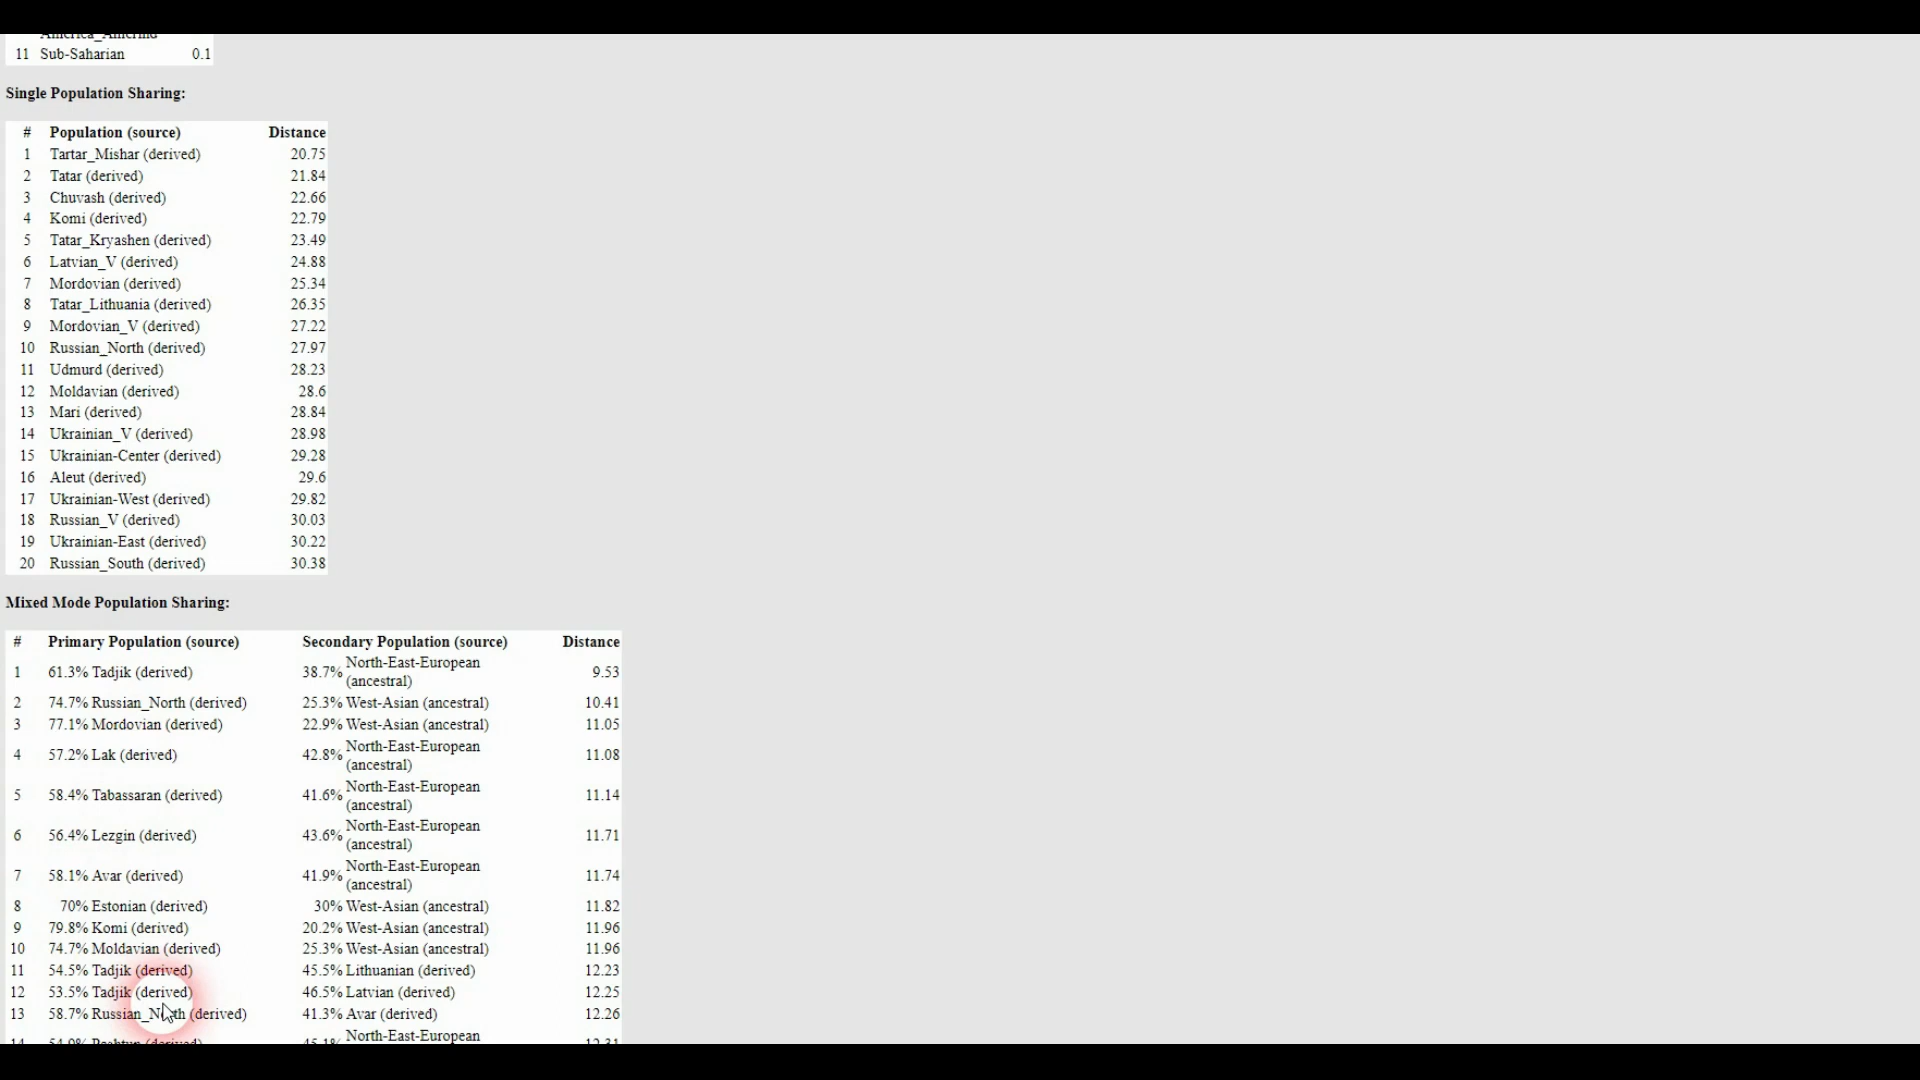 America_Amerind
11 Sub-Saharian 0.1
Single Population Sharing:
# Population (source) Distance
1 Tartar_Mishar (derived) 20.75
2 Tatar (derived) 21.84
3 Chuvash (derived) 22.66
4 Komi (derived) 22.79
5 Tatar_Kryashen (derived) 23.49
6 Latvian_V (derived) 24.88
7 Mordovian (derived) 25.34
8 Tatar_Lithuania (derived) 26.35
9 Mordovian_V (derived) 27.22
10 Russian_North (derived) 27.97
11 Udmurd (derived) 28.23
12 Moldavian (derived) 28.6
13 Mari (derived) 28.84
14 Ukrainian_V (derived) 28.98
15 Ukrainian-Center (derived) 29.28
16 Aleut (derived) 29.6
17 Ukrainian-West (derived) 29.82
18 Russian_V (derived) 30.03
19 Ukrainian-East (derived) 30.22
20 Russian_South (derived) 30.38
Mixed Mode Population Sharing:
# Primary Population (source) Secondary Population (source) Distance
1 61.3% Tadjik (derived) 38.7% North-East-European (ancestral) 9.53
2 74.7% Russian_North (derived) 25.3% West-Asian (ancestral) 10.41
3 77.1% Mordovian (derived) 22.9% West-Asian (ancestral) 11.05
4 57.2% Lak (derived) 42.8% North-East-European (ancestral) 11.08
5 58.4% Tabassaran (derived) 41.6% North-East-European (ancestral) 11.14
6 56.4% Lezgin (derived) 43.6% North-East-European (ancestral) 11.71
7 58.1% Avar (derived) 41.9% North-East-European (ancestral) 11.74
8 70% Estonian (derived) 30% West-Asian (ancestral) 11.82
9 79.8% Komi (derived) 20.2% West-Asian (ancestral) 11.96
10 74.7% Moldavian (derived) 25.3% West-Asian (ancestral) 11.96
11 54.5% Tadjik (derived) 45.5% Lithuanian (derived) 12.23
12 53.5% Tadjik (derived) 46.5% Latvian (derived) 12.25
13 58.7% Russian_North (derived) 41.3% Avar (derived) 12.26
14 54.9% Pashtun (derived) 45.1% North-East-European 12.31